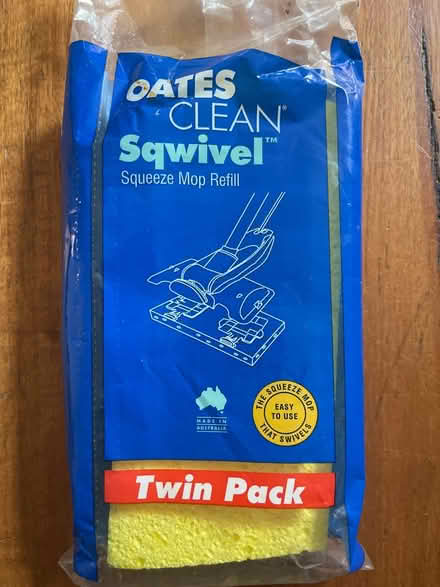 OATES
CLEAN®
Sqwivel™
Squeeze Mop Refill
MADE IN
AUSTRALIA
THE SQUEEZE MOP
EASY
TO USE
THAT SWIVELS
Twin Pack